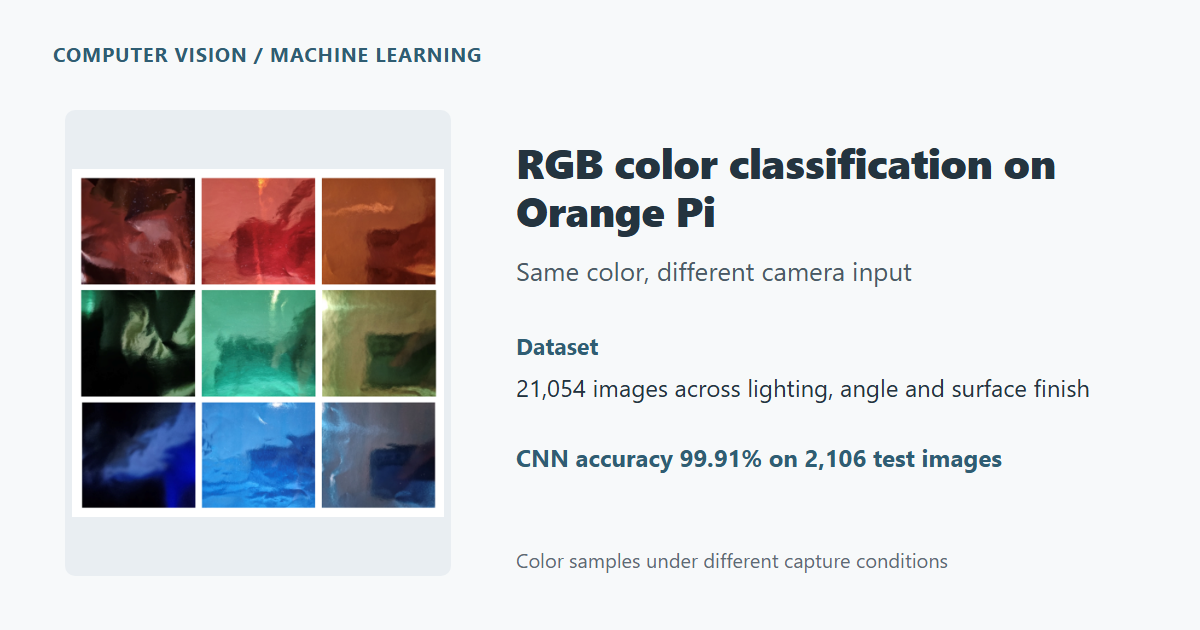 COMPUTER VISION / MACHINE LEARNING
RGB color classification on
Orange Pi
Same color, different camera input
Dataset
21,054 images across lighting, angle and surface finish
CNN accuracy 99.91% on 2,106 test images
Color samples under different capture conditions